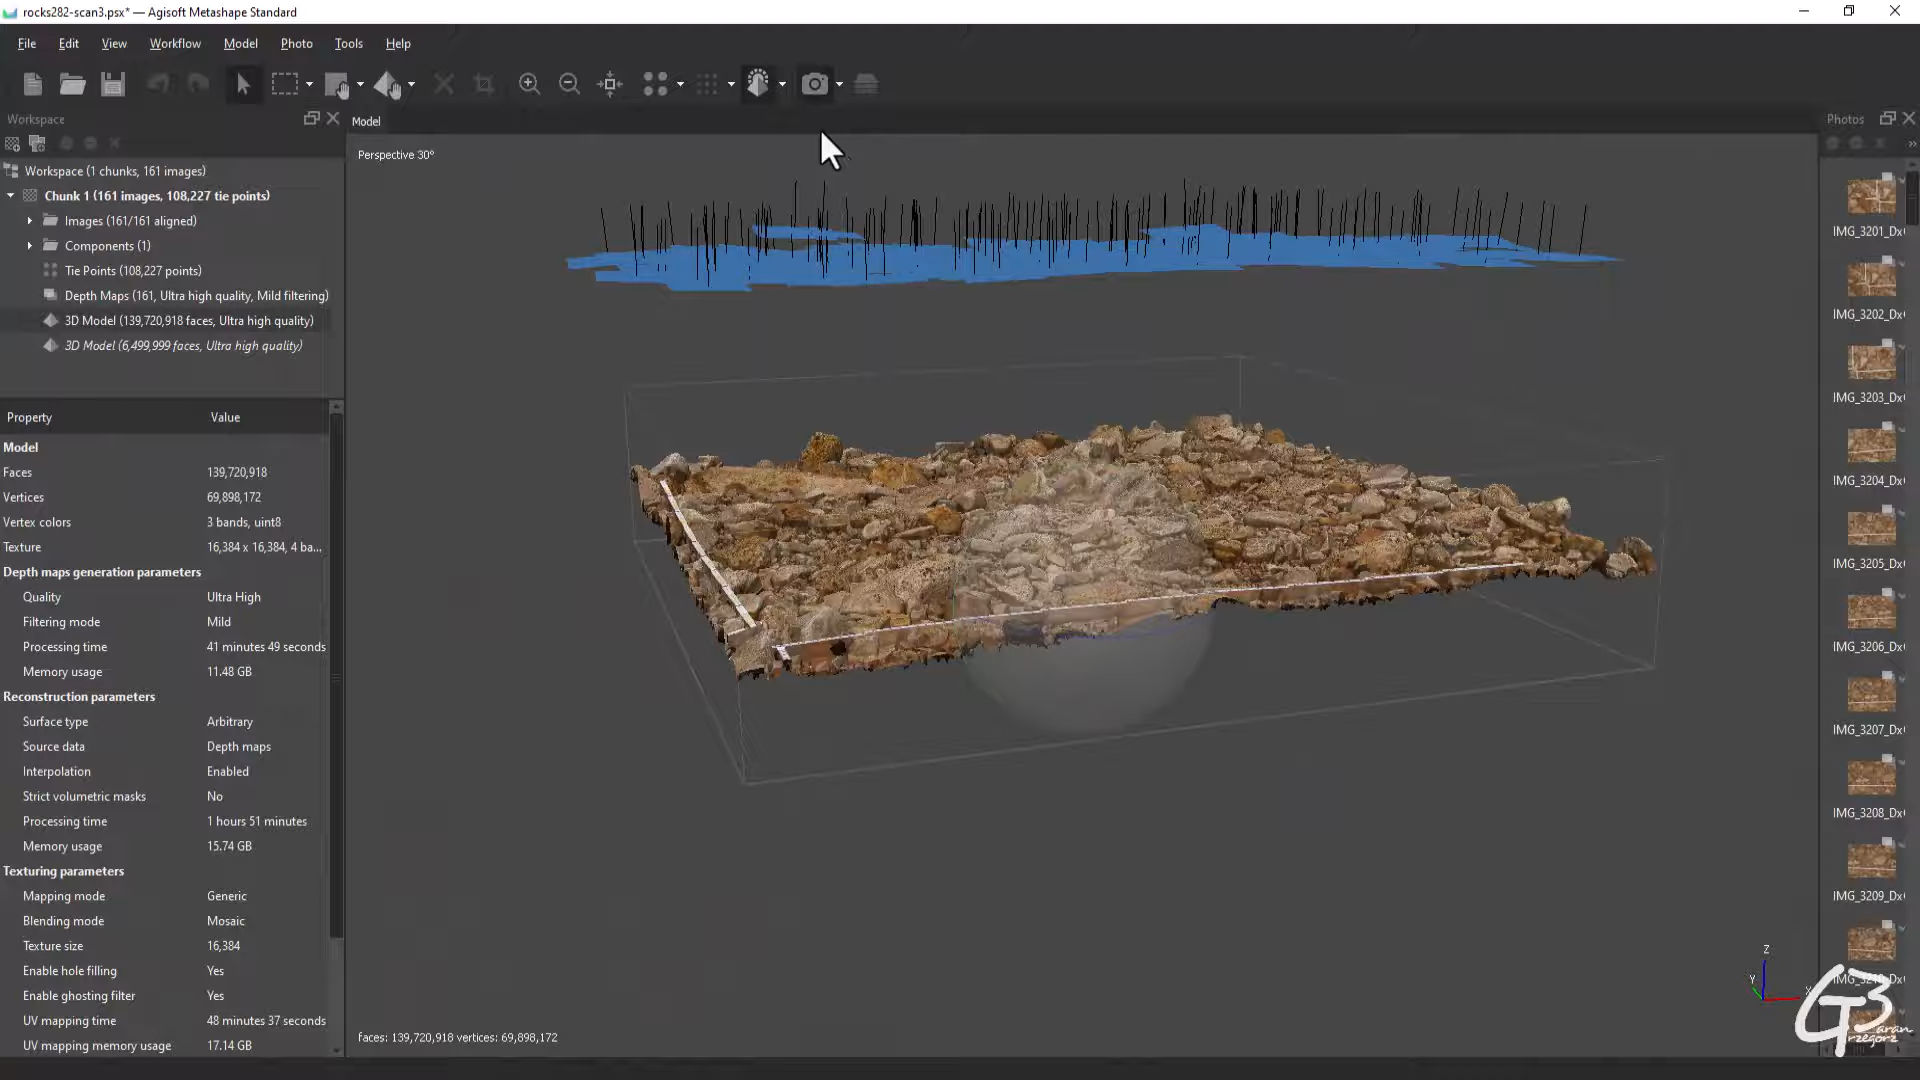 rocks282-scan3.psx* — Agisoft Metashape Standard
File Edit View Workflow Model Photo Tools Help
Workspace
Model
Photos
Perspective 30°
Workspace (1 chunks, 161 images)
Chunk 1 (161 images, 108,227 tie points)
Images (161/161 aligned)
Components (1)
Tie Points (108,227 points)
Depth Maps (161, Ultra high quality, Mild filtering)
3D Model (139,720,918 faces, Ultra high quality)
3D Model (6,499,999 faces, Ultra high quality)
Property Value
Model
Faces 139,720,918
Vertices 69,898,172
Vertex colors 3 bands, uint8
Texture 16,384 x 16,384, 4 ba...
Depth maps generation parameters
Quality Ultra High
Filtering mode Mild
Processing time 41 minutes 49 seconds
Memory usage 11.48 GB
Reconstruction parameters
Surface type Arbitrary
Source data Depth maps
Interpolation Enabled
Strict volumetric masks No
Processing time 1 hours 51 minutes
Memory usage 15.74 GB
Texturing parameters
Mapping mode Generic
Blending mode Mosaic
Texture size 16,384
Enable hole filling Yes
Enable ghosting filter Yes
UV mapping time 48 minutes 37 seconds
UV mapping memory usage 17.14 GB
faces: 139,720,918 vertices: 69,898,172
Z
Y
X
IMG_3201_Dx
IMG_3202_Dx
IMG_3203_Dx
IMG_3204_Dx
IMG_3205_Dx
IMG_3206_Dx
IMG_3207_Dx
IMG_3208_Dx
IMG_3209_Dx